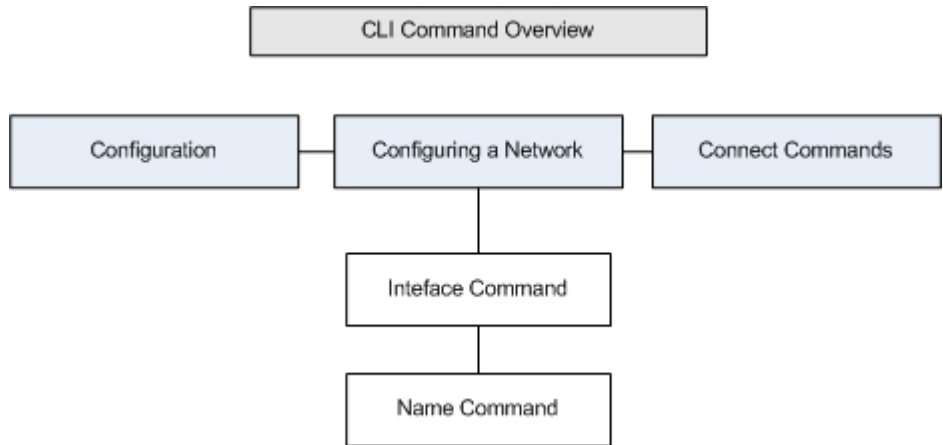 CLI Command Overview
Configuration
Configuring a Network
Connect Commands
Inteface Command
Name Command